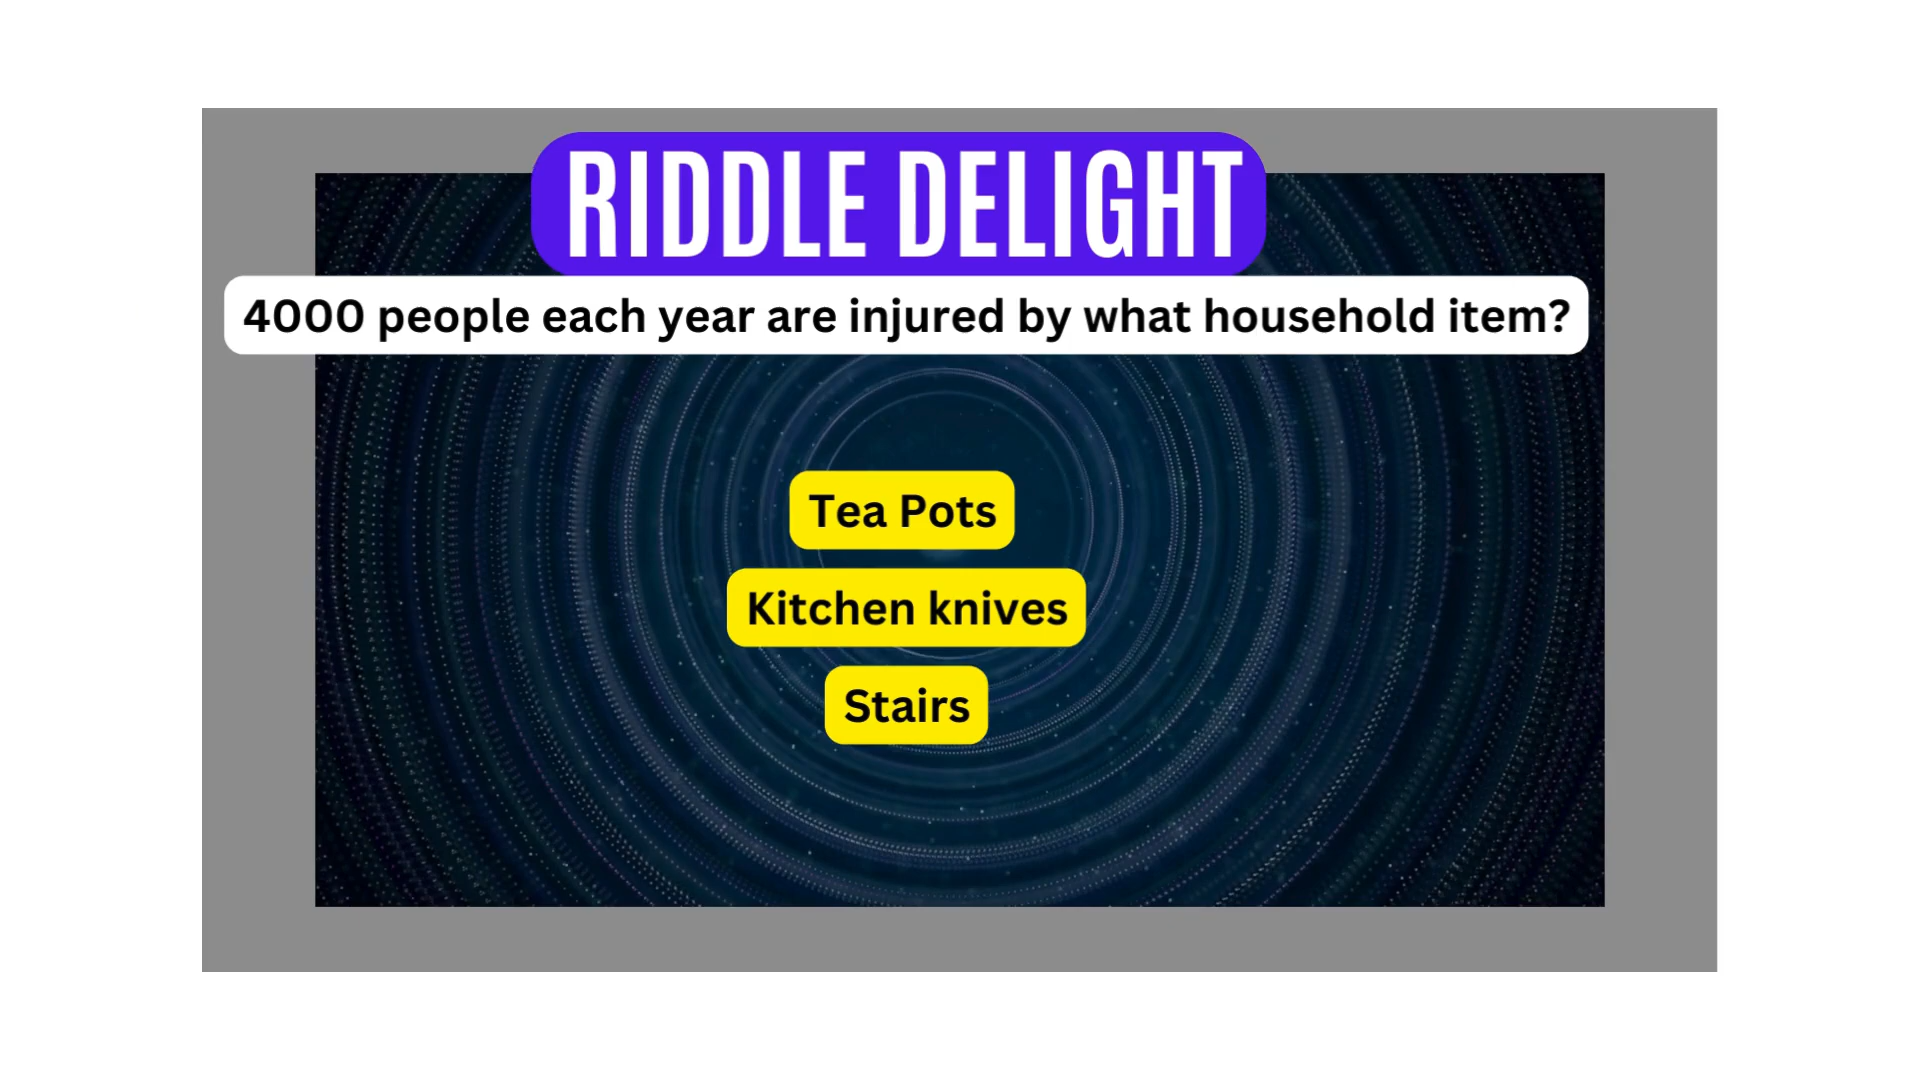 RIDDLE DELIGHT
4000 people each year are injured by what household item?
Tea Pots
Kitchen knives
Stairs